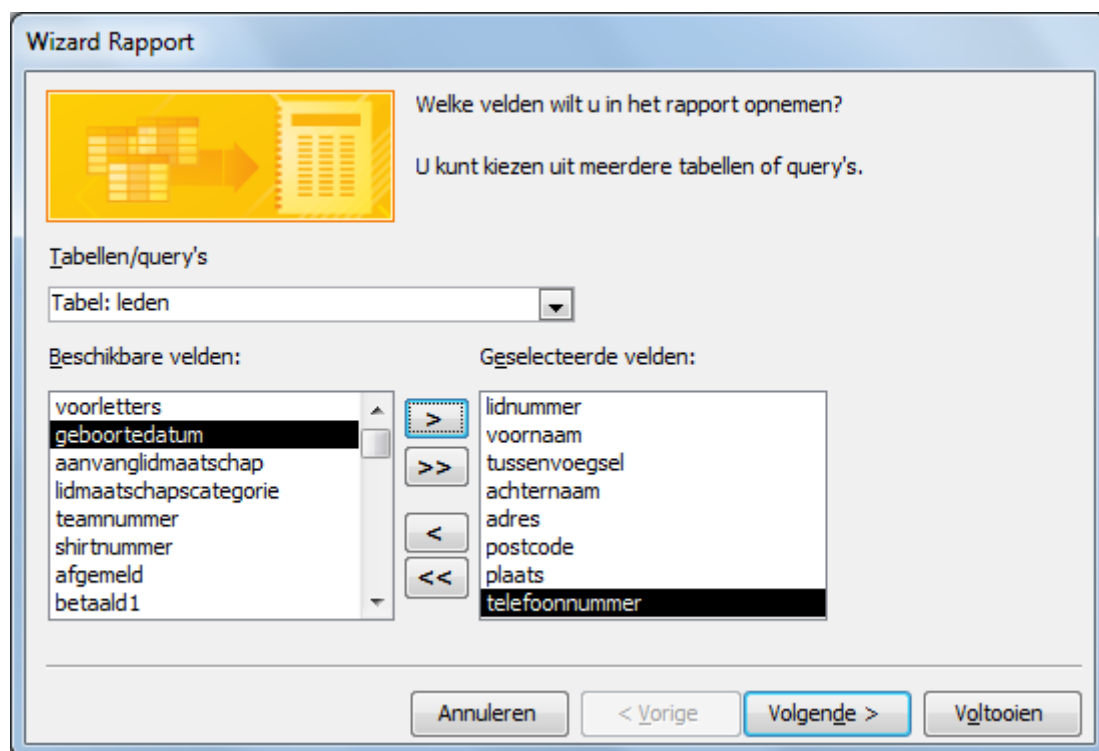 Wizard Rapport
Welke velden wilt u in het rapport opnemen?
U kunt kiezen uit meerdere tabellen of query's.
Tabellen/query's
Tabel: leden
Beschikbare velden:
voorletters
geboortedatum
aanvanglidmaatschap
lidmaatschapscategorie
teamnummer
shirtnummer
afgemeld
betaald1
>
>>
<
<<
Geselecteerde velden:
lidnummer
voornaam
tussenvoegsel
achternaam
adres
postcode
plaats
telefoonnummer
Annuleren
< Vorige
Volgende >
Voltooien